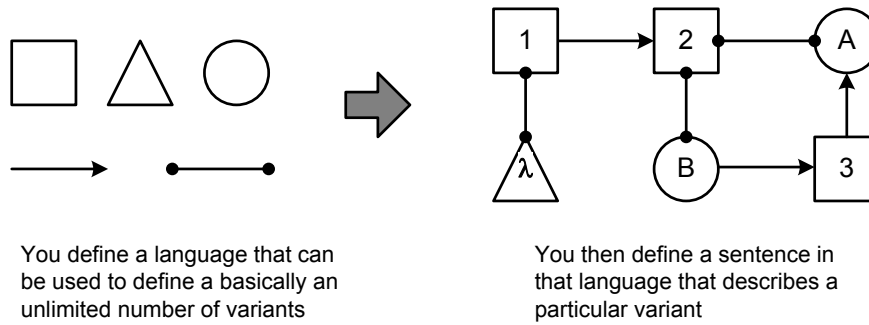 1
2
A
λ
B
3
You define a language that can
be used to define a basically an
unlimited number of variants
You then define a sentence in
that language that describes a
particular variant